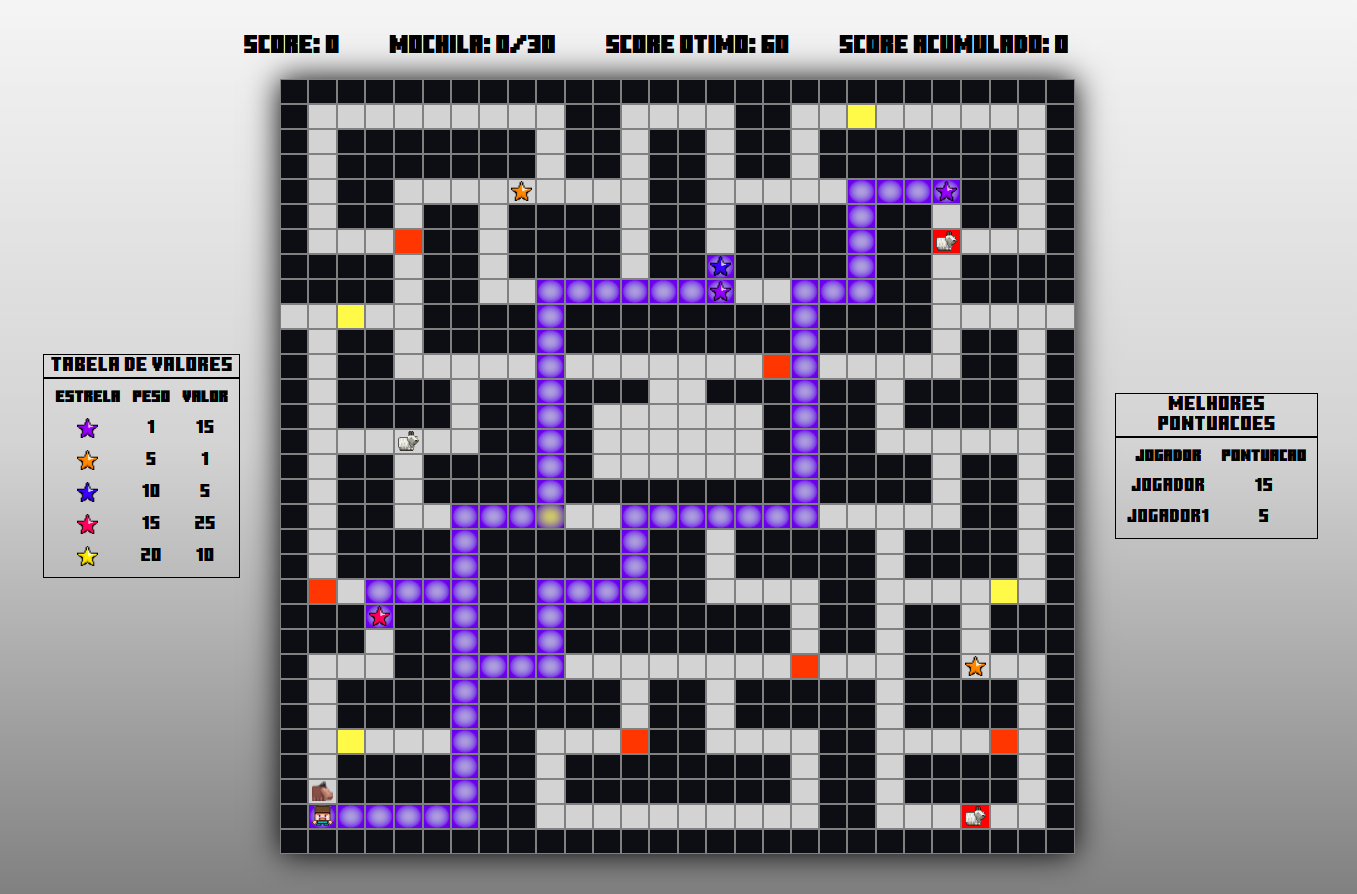 SCORE: 0 MOCHILA: 0/30 SCORE OTIMO: 60 SCORE ACUMULADO: 0
TABELA DE VALORES
ESTRELA PESO VALOR
1 15
5 1
10 5
15 25
20 10
MELHORES
PONTUACOES
JOGADOR PONTUACAO
JOGADOR 15
JOGADOR1 5